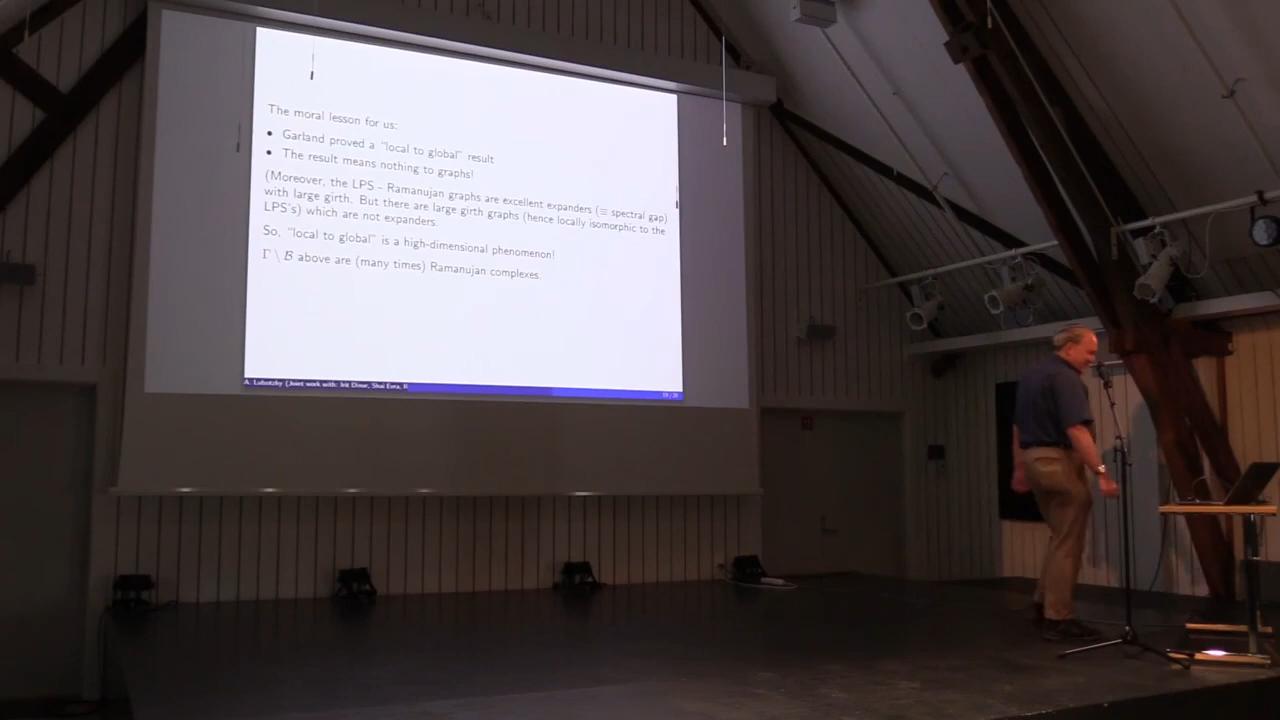 The moral lesson for us:
• Garland proved a "local to global" result
• The result means nothing to graphs!
(Moreover, the LPS - Ramanujan graphs are excellent expanders (≡ spectral gap)
with large girth. But there are large girth graphs (hence locally isomorphic to the
LPS's) which are not expanders.
So, "local to global" is a high-dimensional phenomenon!
Γ \ B above are (many times) Ramanujan complexes.
A. Lubotzky (Joint work with: Irit Dinur, Shai Evra, R